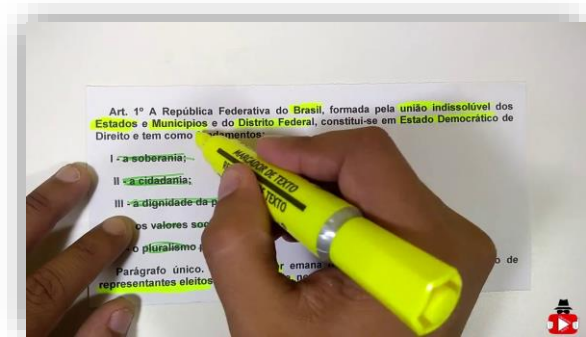 Art. 1º A República Federativa do Brasil, formada pela união indissolúvel dos
Estados e Municípios e do Distrito Federal, constitui-se em Estado Democrático de
Direito e tem como
I - a soberania;
II - a cidadania;
III - a dignidade da
os valores
o pluralismo
Parágrafo único. emana de
representantes eleitos
MARCADOR DE TEXTO
TEXTO